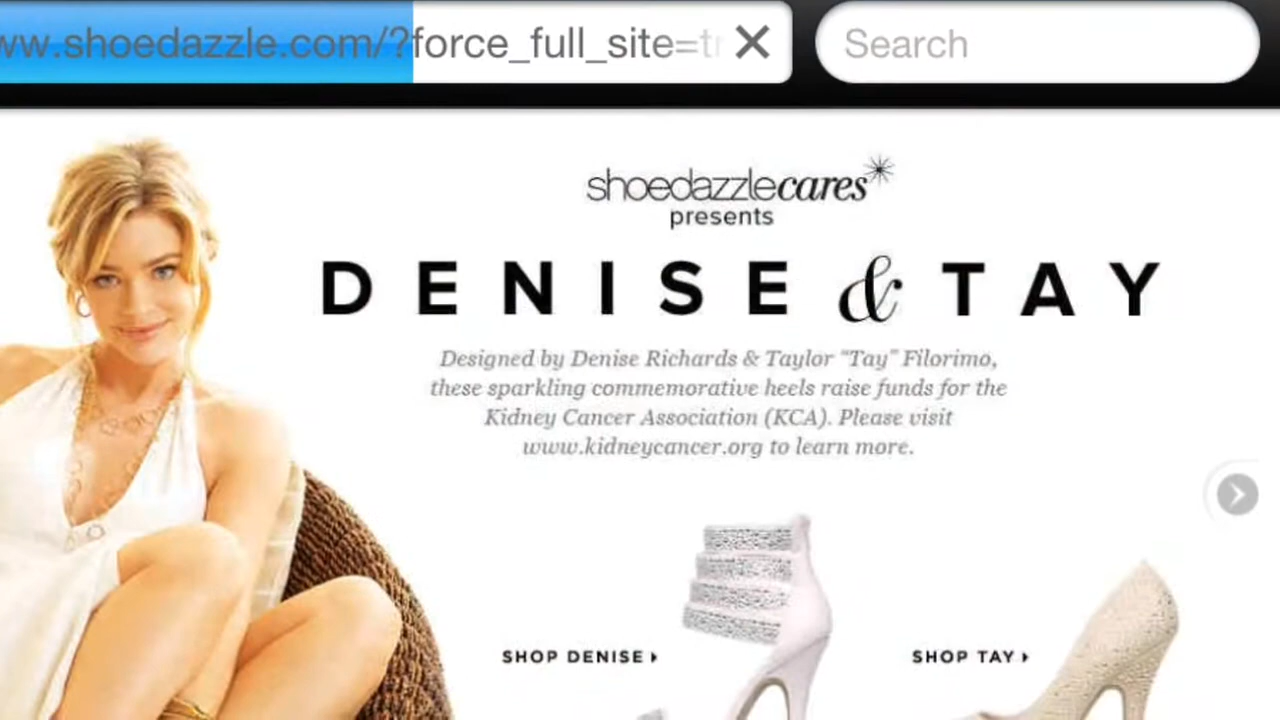 ww.shoedazzle.com/?force_full_site=tr
Search
shoedazzlecares
presents
DENISE & TAY
Designed by Denise Richards & Taylor “Tay” Filorimo,
these sparkling commemorative heels raise funds for the
Kidney Cancer Association (KCA). Please visit
www.kidneycancer.org to learn more.
SHOP DENISE
SHOP TAY